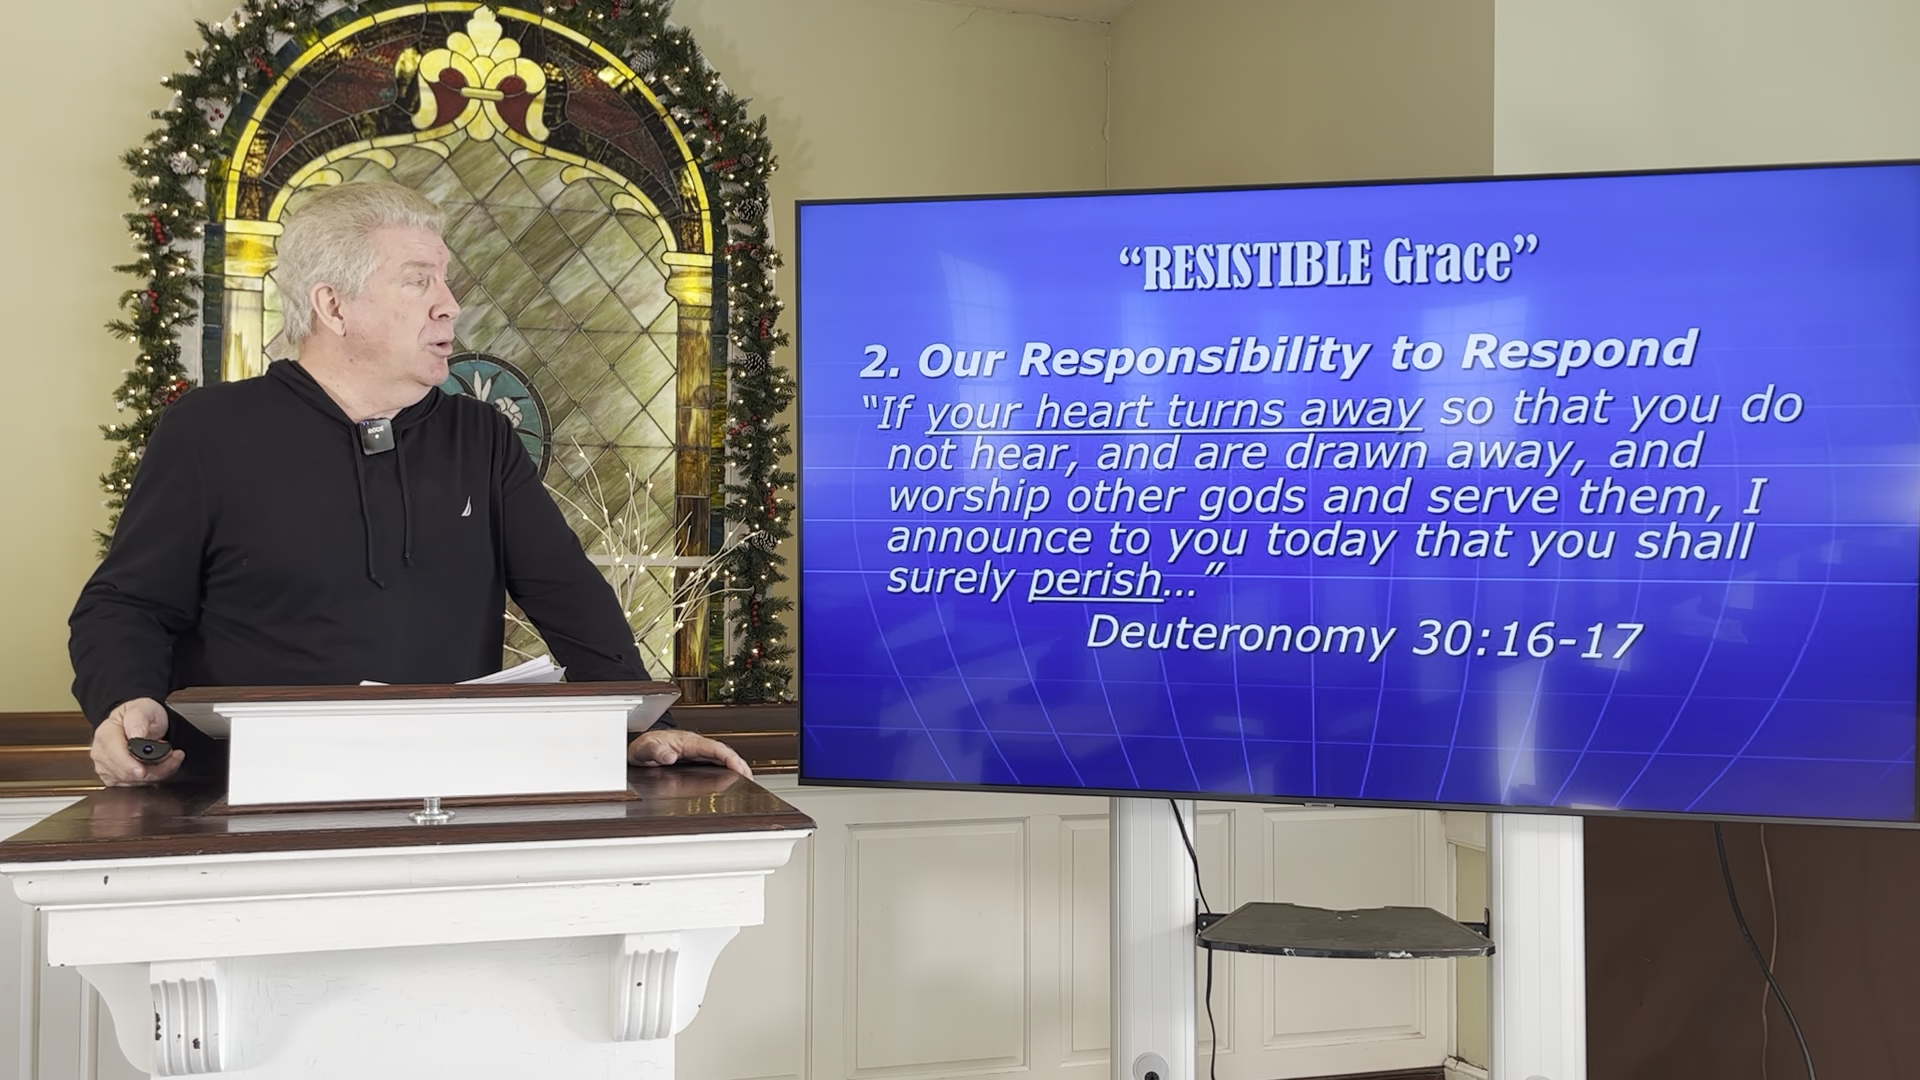 “RESISTIBLE Grace”
2. Our Responsibility to Respond
“If your heart turns away so that you do
not hear, and are drawn away, and
worship other gods and serve them, I
announce to you today that you shall
surely perish…”
Deuteronomy 30:16-17